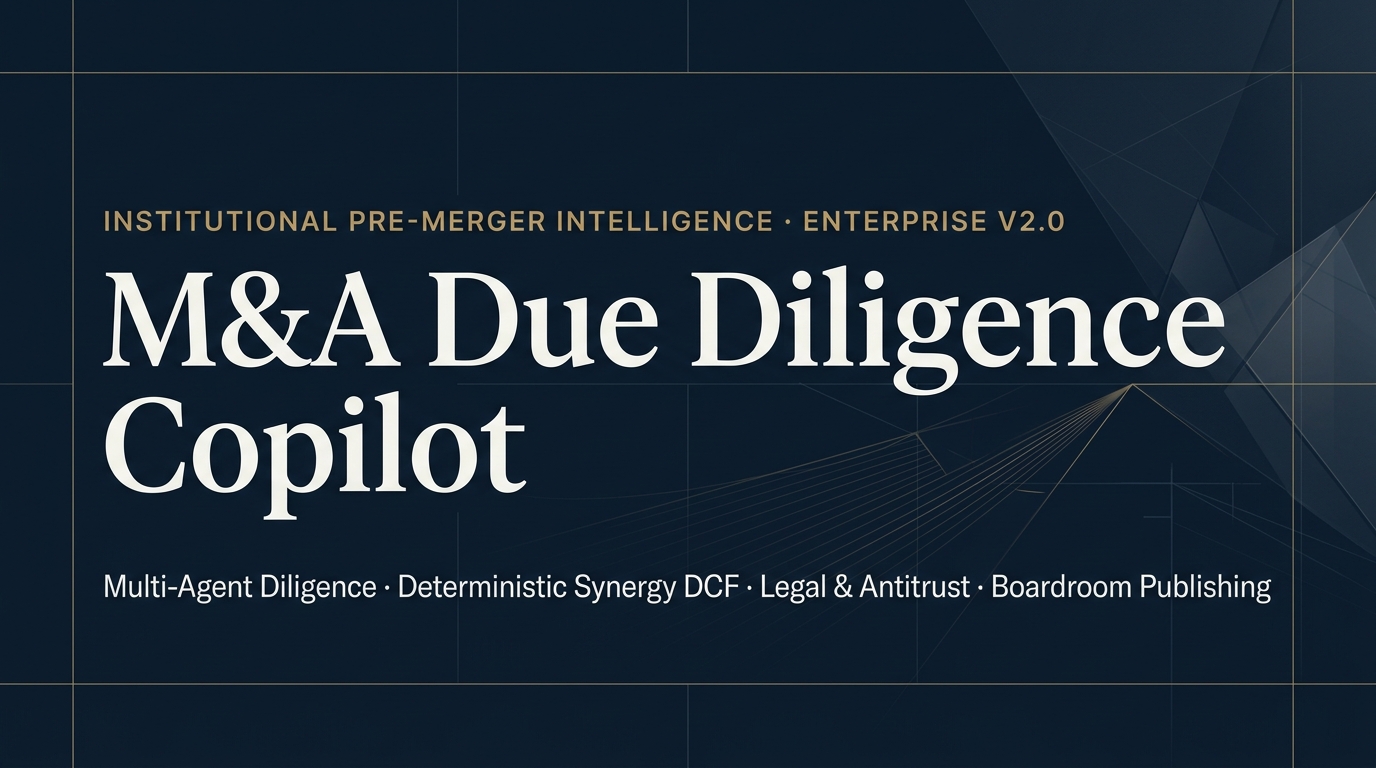 INSTITUTIONAL PRE-MERGER INTELLIGENCE · ENTERPRISE V2.0
M&A Due Diligence
Copilot
Multi-Agent Diligence · Deterministic Synergy DCF · Legal & Antitrust · Boardroom Publishing